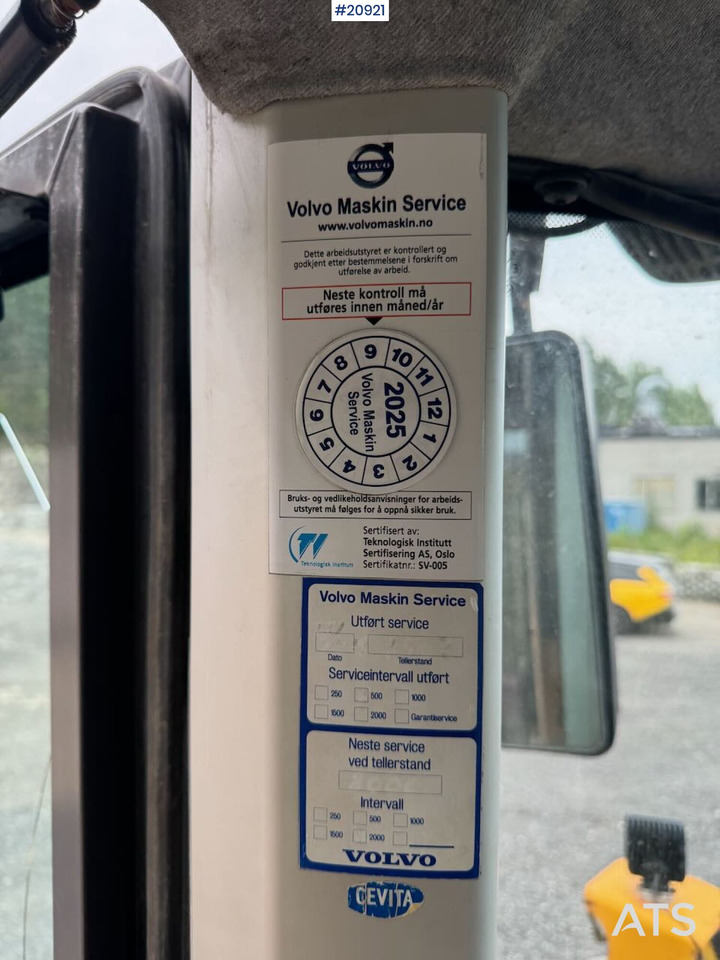 #20921
VOLVO
Volvo Maskin Service
www.volvomaskin.no
Dette arbeidsutstyret er kontrollert og
godkjent etter bestemmelsene i forskrift om
utførelse av arbeid.
Neste kontroll må
utføres innen måned/år
1 2 3 4 5 6 7 8 9 10 11 12
2025
Volvo Maskin
Service
Bruks- og vedlikeholdsanvisninger for arbeids-
utstyret må følges for å oppnå sikker bruk.
Teknologisk Institutt
Sertifisert av:
Teknologisk Institutt
Sertifisering AS, Oslo
Sertifikatnr.: SV-005
Volvo Maskin Service
Utført service
Dato Tellerstand
Serviceintervall utført
250 500 1000
1500 2000 Garantiservice
Neste service
ved tellerstand
Intervall
250 500 1000
1500 2000
VOLVO
CEVITA
ATS